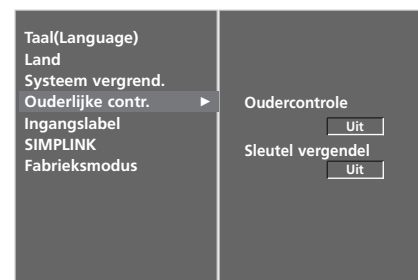 Taal(Language)
Land
Systeem vergrend.
Ouderlijke contr. ►
Ingangslabel
SIMPLINK
Fabrieksmodus
Oudercontrole
Uit
Sleutel vergendel
Uit